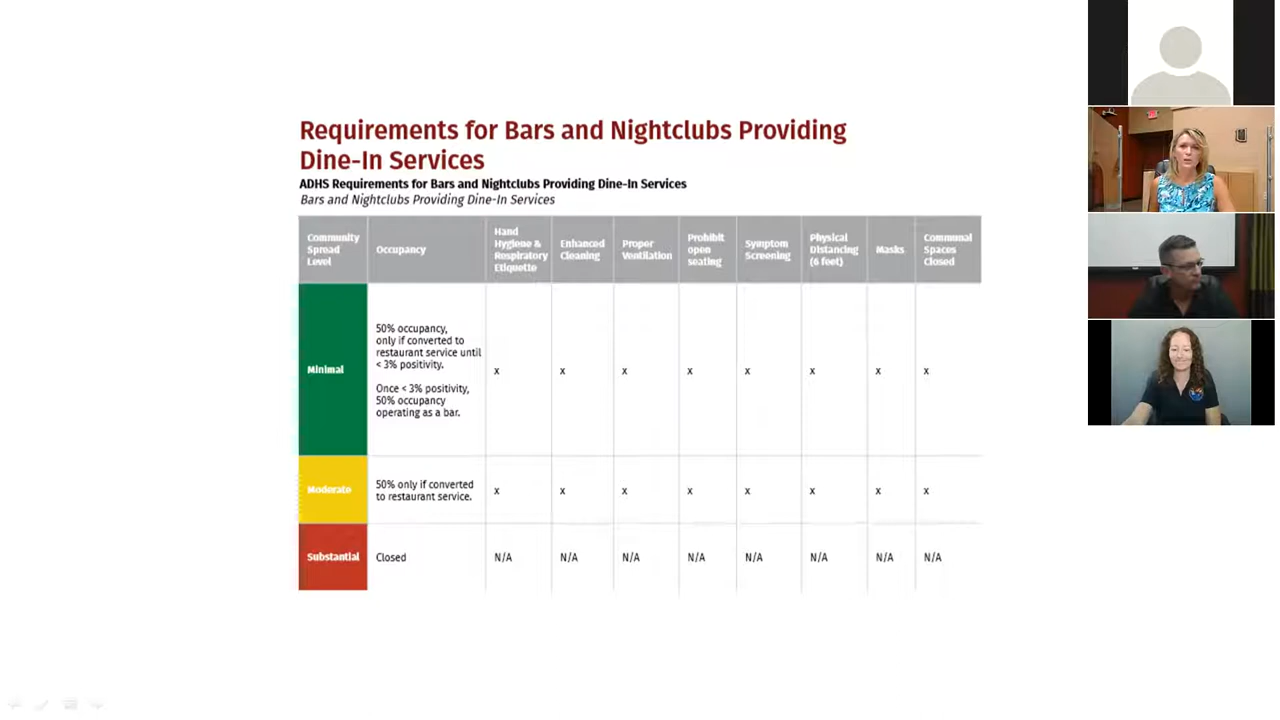 Requirements for Bars and Nightclubs Providing
Dine-In Services
ADHS Requirements for Bars and Nightclubs Providing Dine-In Services
Bars and Nightclubs Providing Dine-In Services
Community
Spread
Level
Occupancy
Hand
Hygiene &
Respiratory
Etiquette
Enhanced
Cleaning
Proper
Ventilation
Prohibit
open
seating
Symptom
Screening
Physical
Distancing
(6 feet)
Masks
Communal
Spaces
Closed
Minimal
50% occupancy,
only if converted to
restaurant service until
< 3% positivity.
Once < 3% positivity,
50% occupancy
operating as a bar.
x x x x x x x x
Moderate
50% only if converted
to restaurant service.
x x x x x x x x
Substantial
Closed
N/A N/A N/A N/A N/A N/A N/A N/A